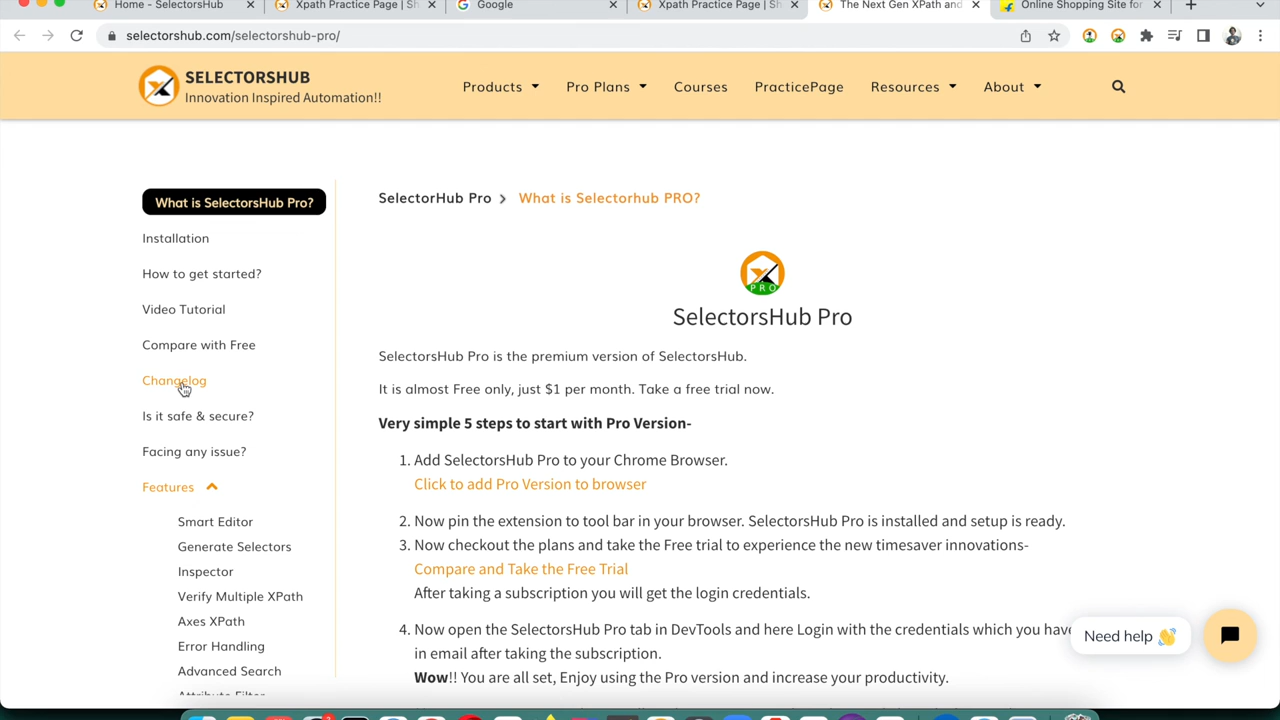 Home - SelectorsHub
Xpath Practice Page | Sh
Google
Xpath Practice Page | Sh
The Next Gen XPath and
Online Shopping Site for
selectorshub.com/selectorshub-pro/
SELECTORSHUB
Innovation Inspired Automation!!
Products
Pro Plans
Courses
PracticePage
Resources
About
What is SelectorsHub Pro?
Installation
How to get started?
Video Tutorial
Compare with Free
Changelog
Is it safe & secure?
Facing any issue?
Features
Smart Editor
Generate Selectors
Inspector
Verify Multiple XPath
Axes XPath
Error Handling
Advanced Search
Attribute Filter
SelectorHub Pro > What is Selectorhub PRO?
PRO
SelectorsHub Pro
SelectorsHub Pro is the premium version of SelectorsHub.
It is almost Free only, just $1 per month. Take a free trial now.
Very simple 5 steps to start with Pro Version-
1. Add SelectorsHub Pro to your Chrome Browser.
Click to add Pro Version to browser
2. Now pin the extension to tool bar in your browser. SelectorsHub Pro is installed and setup is ready.
3. Now checkout the plans and take the Free trial to experience the new timesaver innovations-
Compare and Take the Free Trial
After taking a subscription you will get the login credentials.
4. Now open the SelectorsHub Pro tab in DevTools and here Login with the credentials which you have
in email after taking the subscription.
Wow!! You are all set, Enjoy using the Pro version and increase your productivity.
Need help 👋